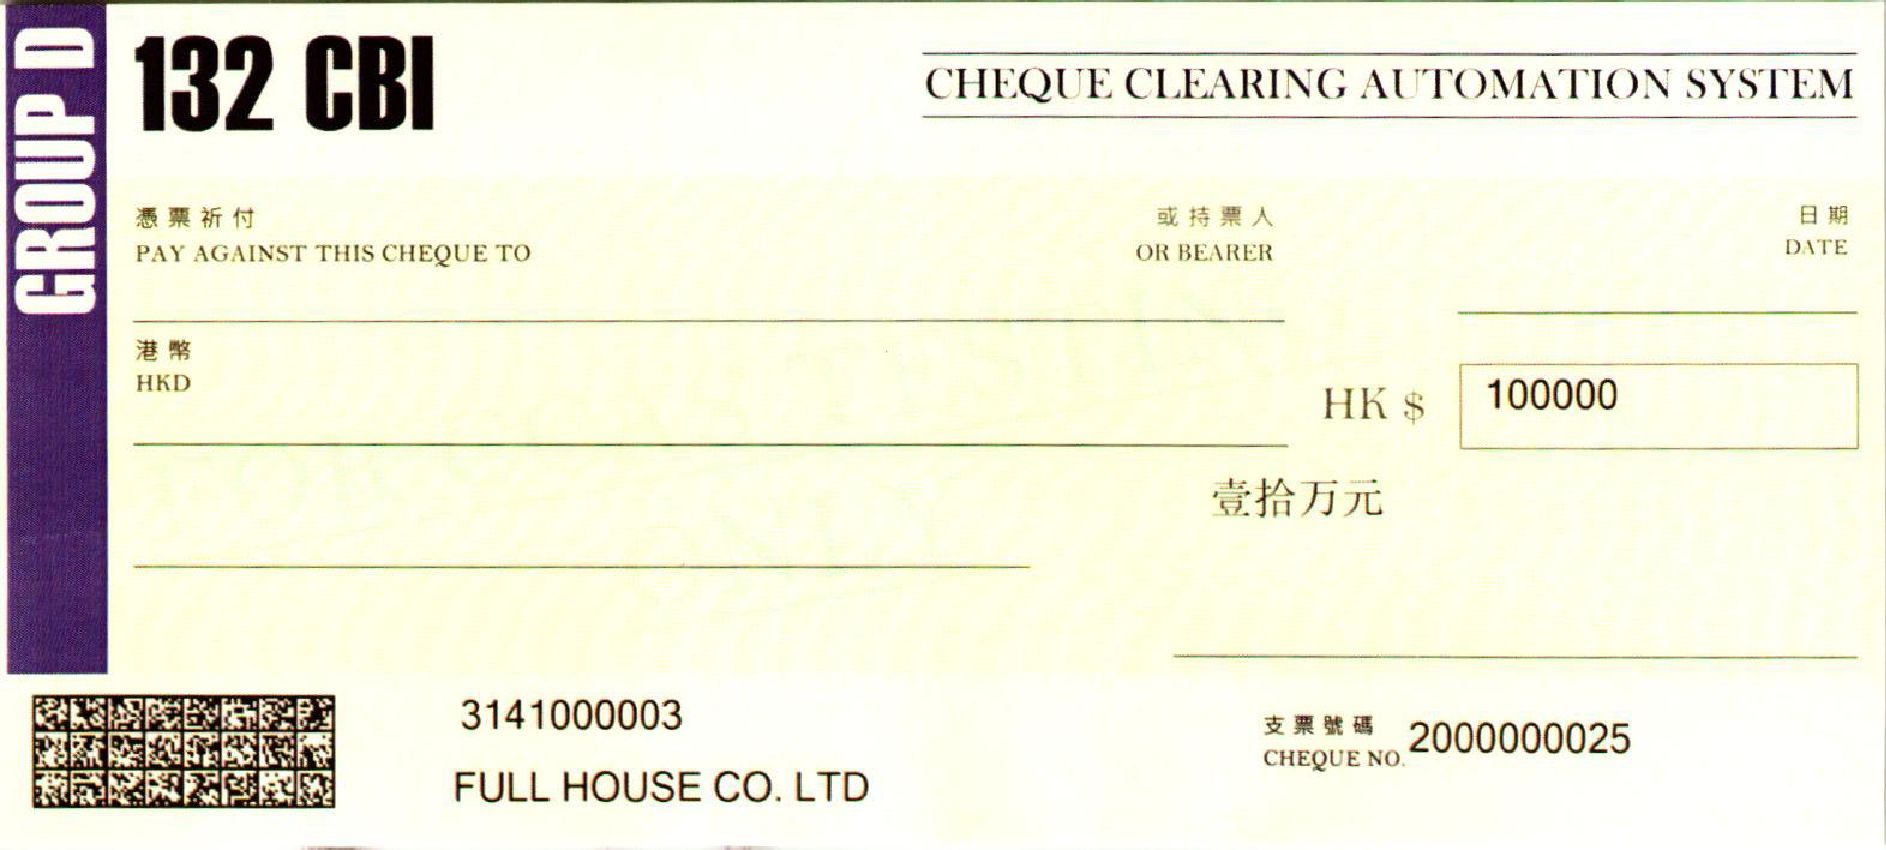 GROUP D
132 CBI
CHEQUE CLEARING AUTOMATION SYSTEM
憑票祈付 或持票人 日期
PAY AGAINST THIS CHEQUE TO OR BEARER DATE
港幣
HKD
HK $ 100000
壹拾万元
3141000003
支票號碼
CHEQUE NO. 2000000025
FULL HOUSE CO. LTD